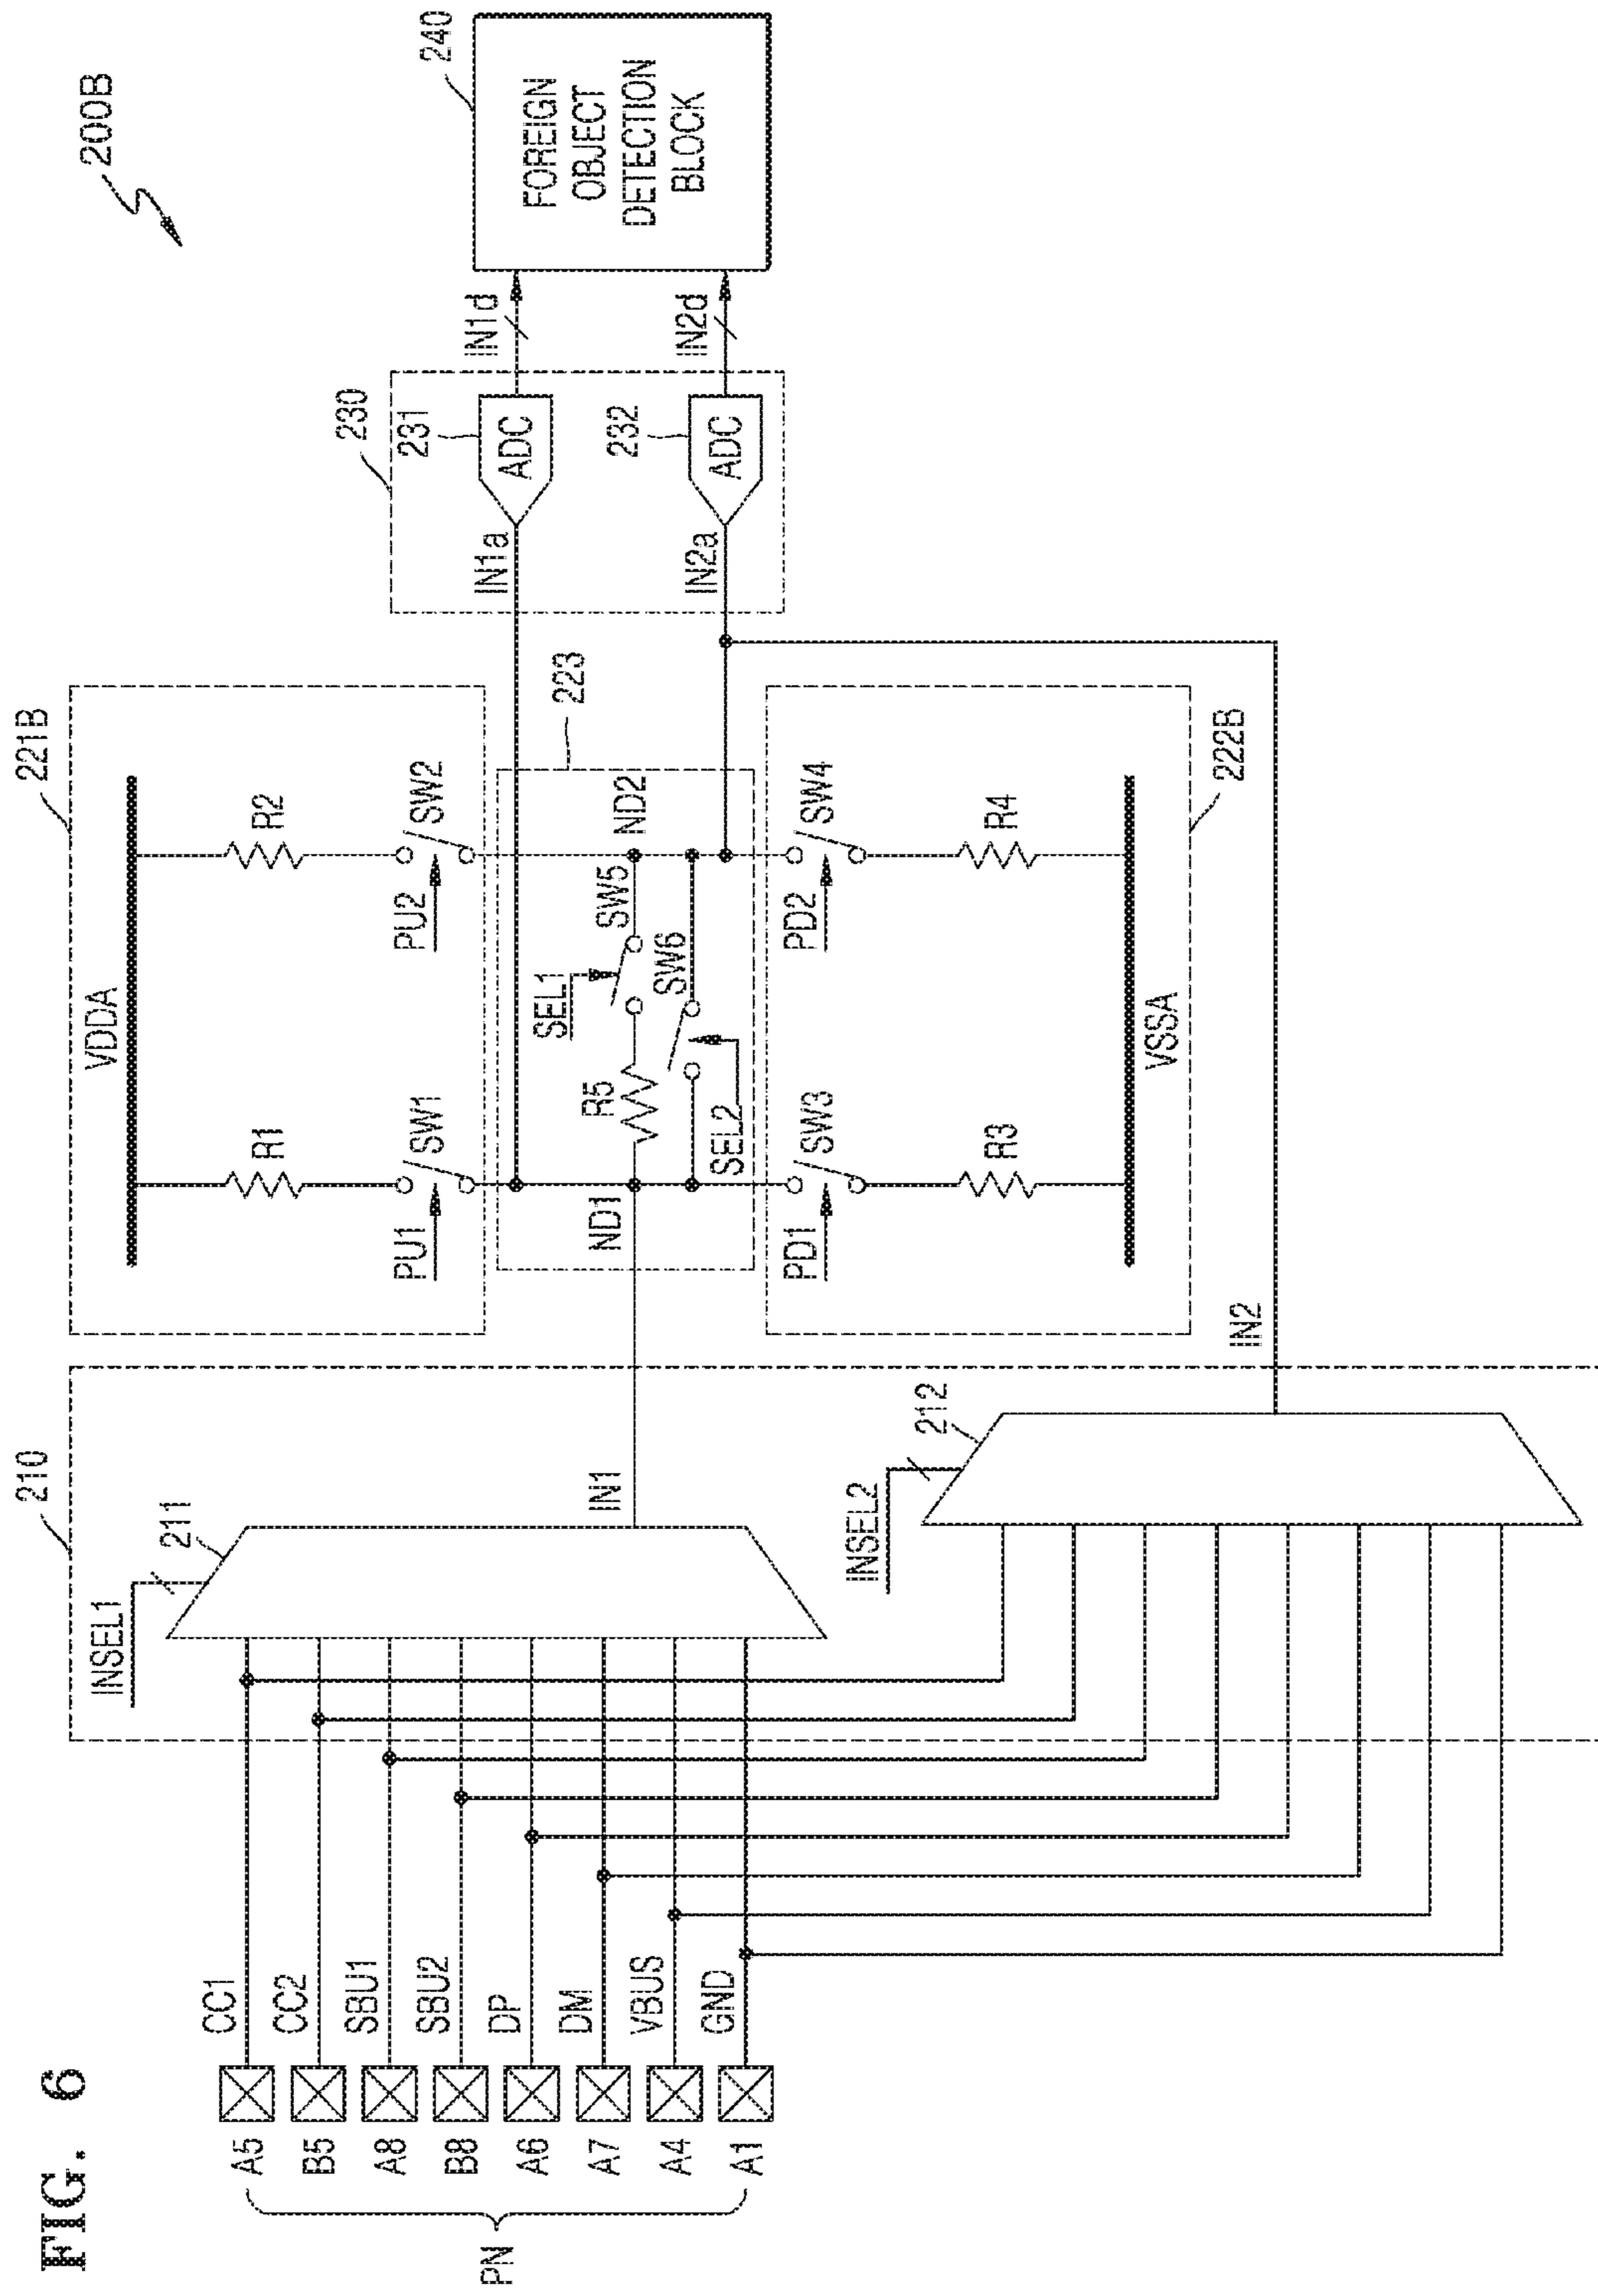 FIG. 6
200B
PN
A5
B5
A8
B8
A6
A7
A4
A1
CC1
CC2
SBU1
SBU2
DP
DM
VBUS
GND
210
INSEL1
211
IN1
INSEL2
212
IN2
221B
VDDA
R1
R2
PU1
SW1
PU2
SW2
223
ND1
ND2
R5
SEL1
SW5
SEL2
SW6
222B
PD1
SW3
PD2
SW4
R3
R4
VSSA
230
IN1a
231
ADC
IN2a
232
ADC
IN1d
IN2d
240
FOREIGN
OBJECT
DETECTION
BLOCK